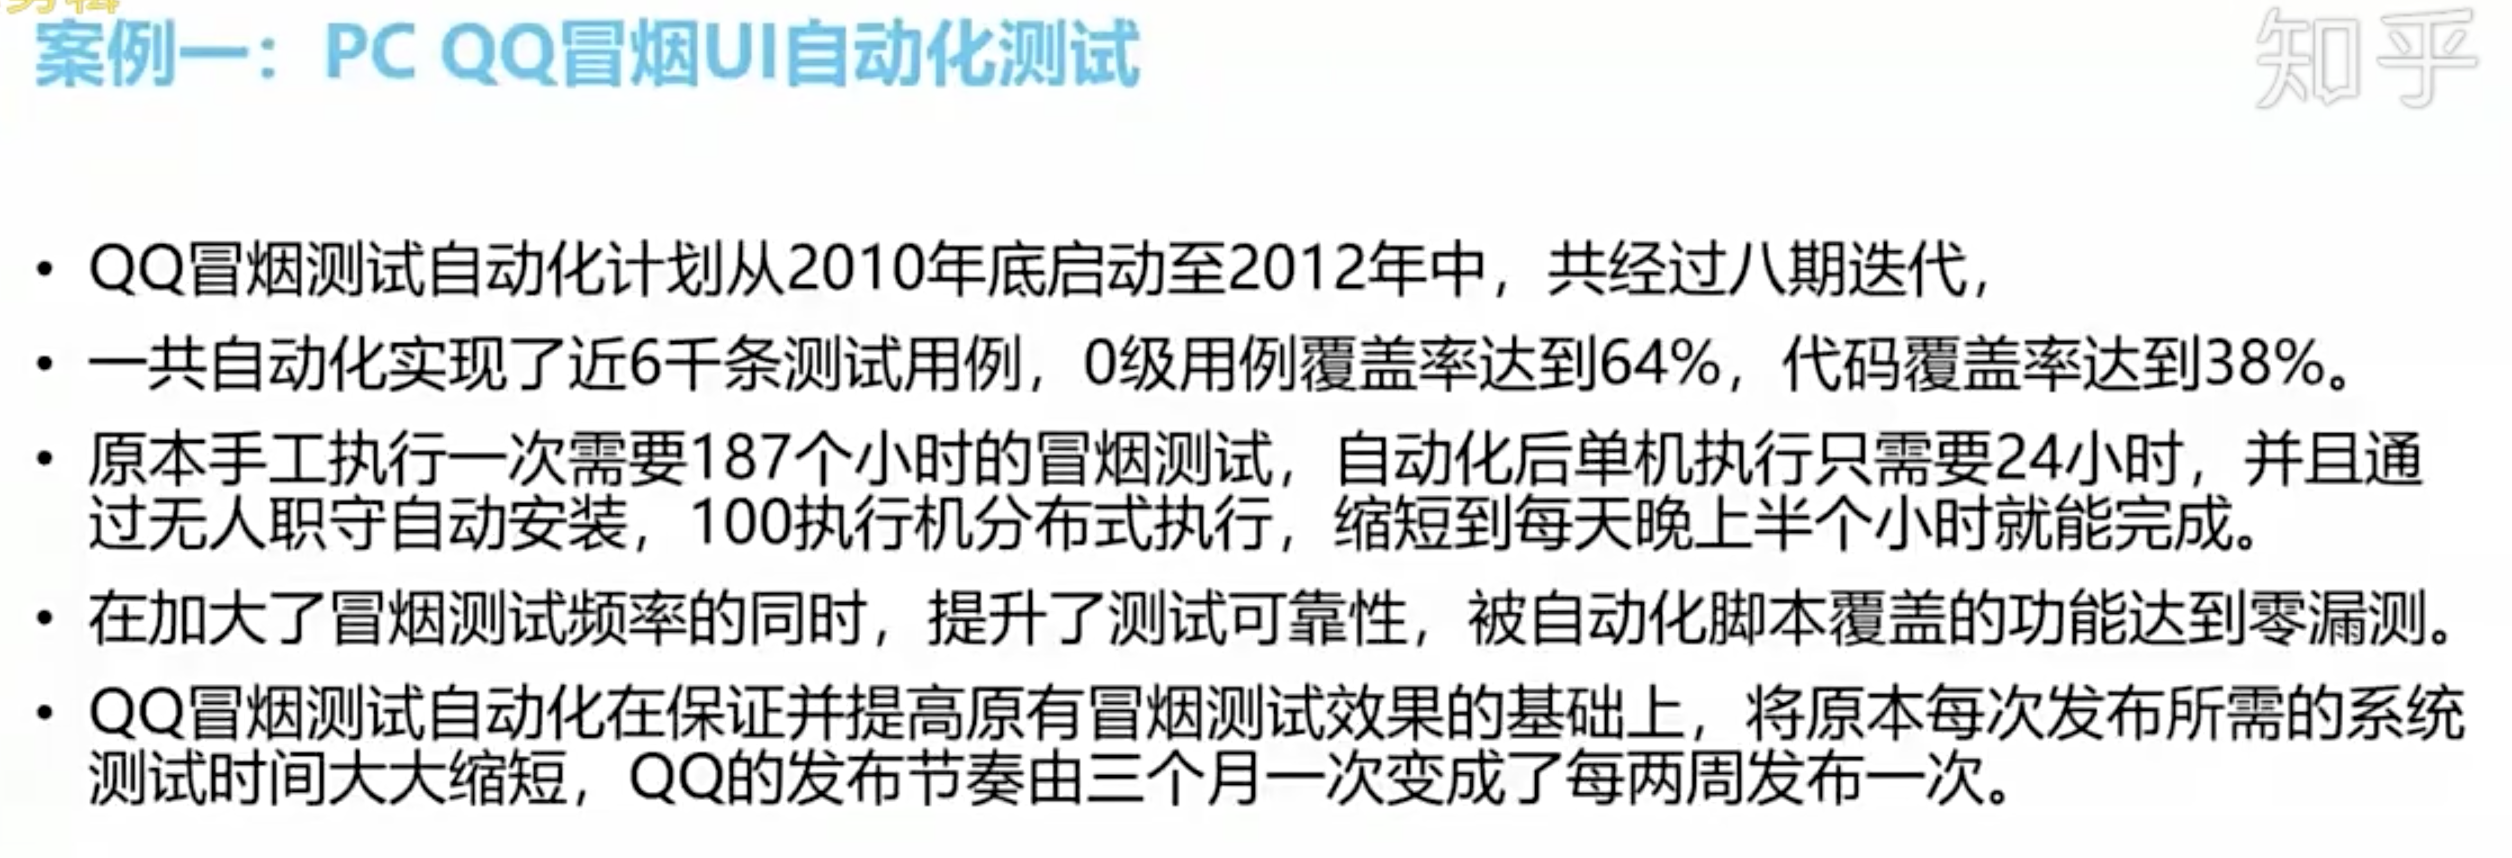 案例一：PC QQ冒烟UI自动化测试
知乎
• QQ冒烟测试自动化计划从2010年底启动至2012年中，共经过八期迭代，
• 一共自动化实现了近6千条测试用例，0级用例覆盖率达到64%，代码覆盖率达到38%。
• 原本手工执行一次需要187个小时的冒烟测试，自动化后单机执行只需要24小时，并且通
过无人职守自动安装，100执行机分布式执行，缩短到每天晚上半个小时就能完成。
• 在加大了冒烟测试频率的同时，提升了测试可靠性，被自动化脚本覆盖的功能达到零漏测。
• QQ冒烟测试自动化在保证并提高原有冒烟测试效果的基础上，将原本每次发布所需的系统
测试时间大大缩短，QQ的发布节奏由三个月一次变成了每两周发布一次。